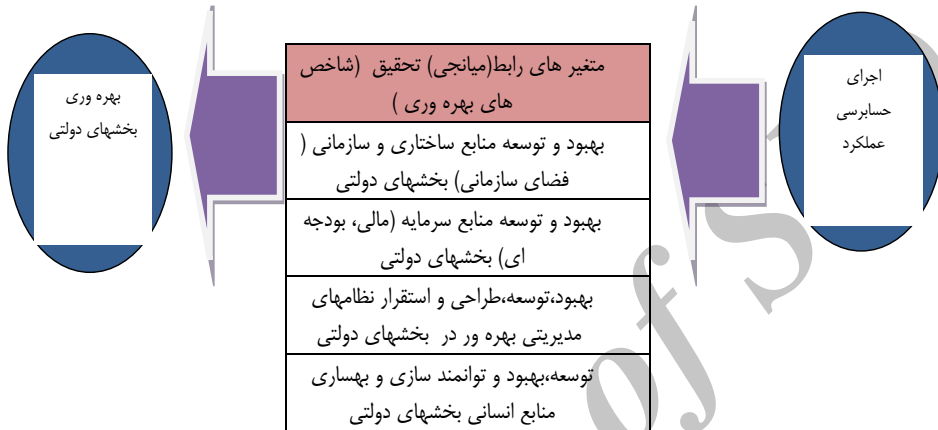 اجرای
حسابرسی
عملکرد
متغیر های رابط(میانجی) تحقیق (شاخص
های بهره وری )
بهبود و توسعه منابع ساختاری و سازمانی (
فضای سازمانی) بخشهای دولتی
بهبود و توسعه منابع سرمایه (مالی، بودجه
ای) بخشهای دولتی
بهبود،توسعه،طراحی و استقرار نظامهای
مدیریتی بهره ور در بخشهای دولتی
توسعه،بهبود و توانمند سازی و بهسازی
منابع انسانی بخشهای دولتی
بهره وری
بخشهای دولتی
of S